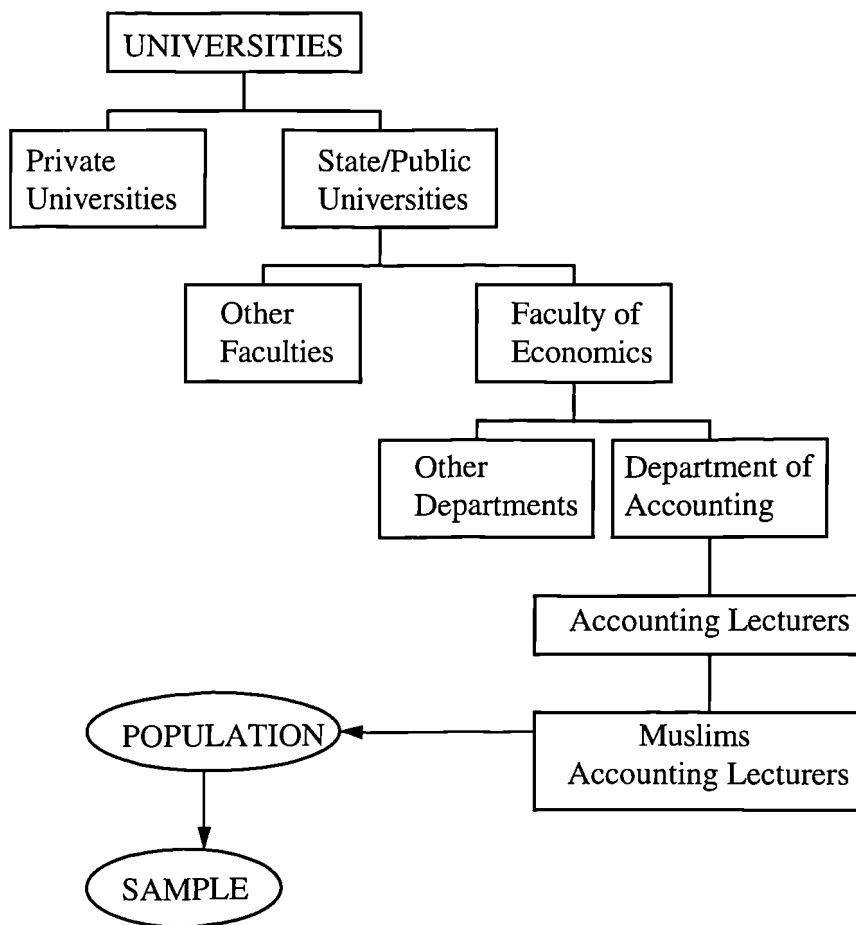 UNIVERSITIES
Private
Universities
State/Public
Universities
Other
Faculties
Faculty of
Economics
Other
Departments
Department of
Accounting
Accounting Lecturers
Muslims
Accounting Lecturers
POPULATION
SAMPLE